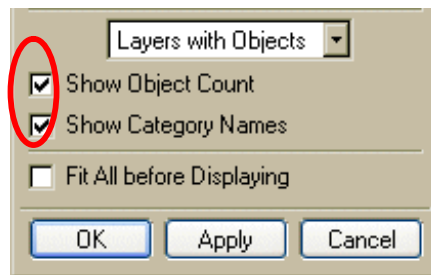 Layers with Objects
Show Object Count
Show Category Names
Fit All before Displaying
OK Apply Cancel